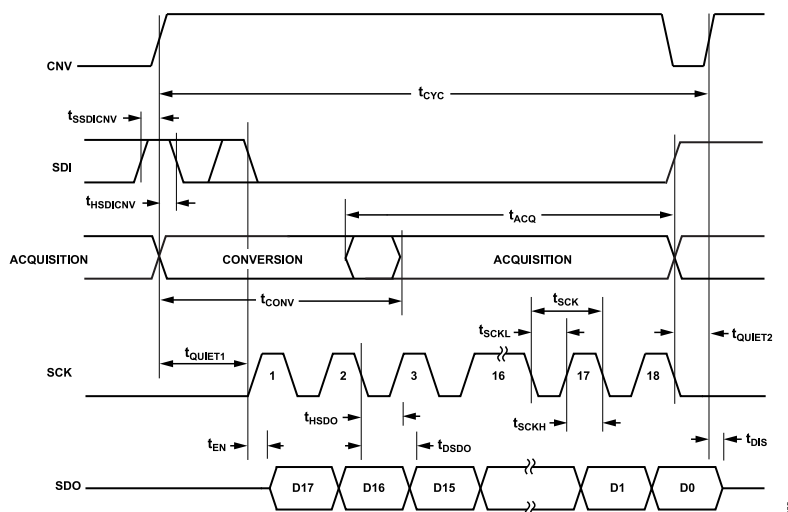 CNV
tCYC
tSSDICNV
SDI
tHSDICNV
tACQ
ACQUISITION
CONVERSION
ACQUISITION
tCONV
tSCK
tSCKL
tQUIET2
tQUIET1
SCK
1
2
3
16
17
18
tHSDO
tSCKH
tEN
tDSDO
tDIS
SDO
D17
D16
D15
D1
D0